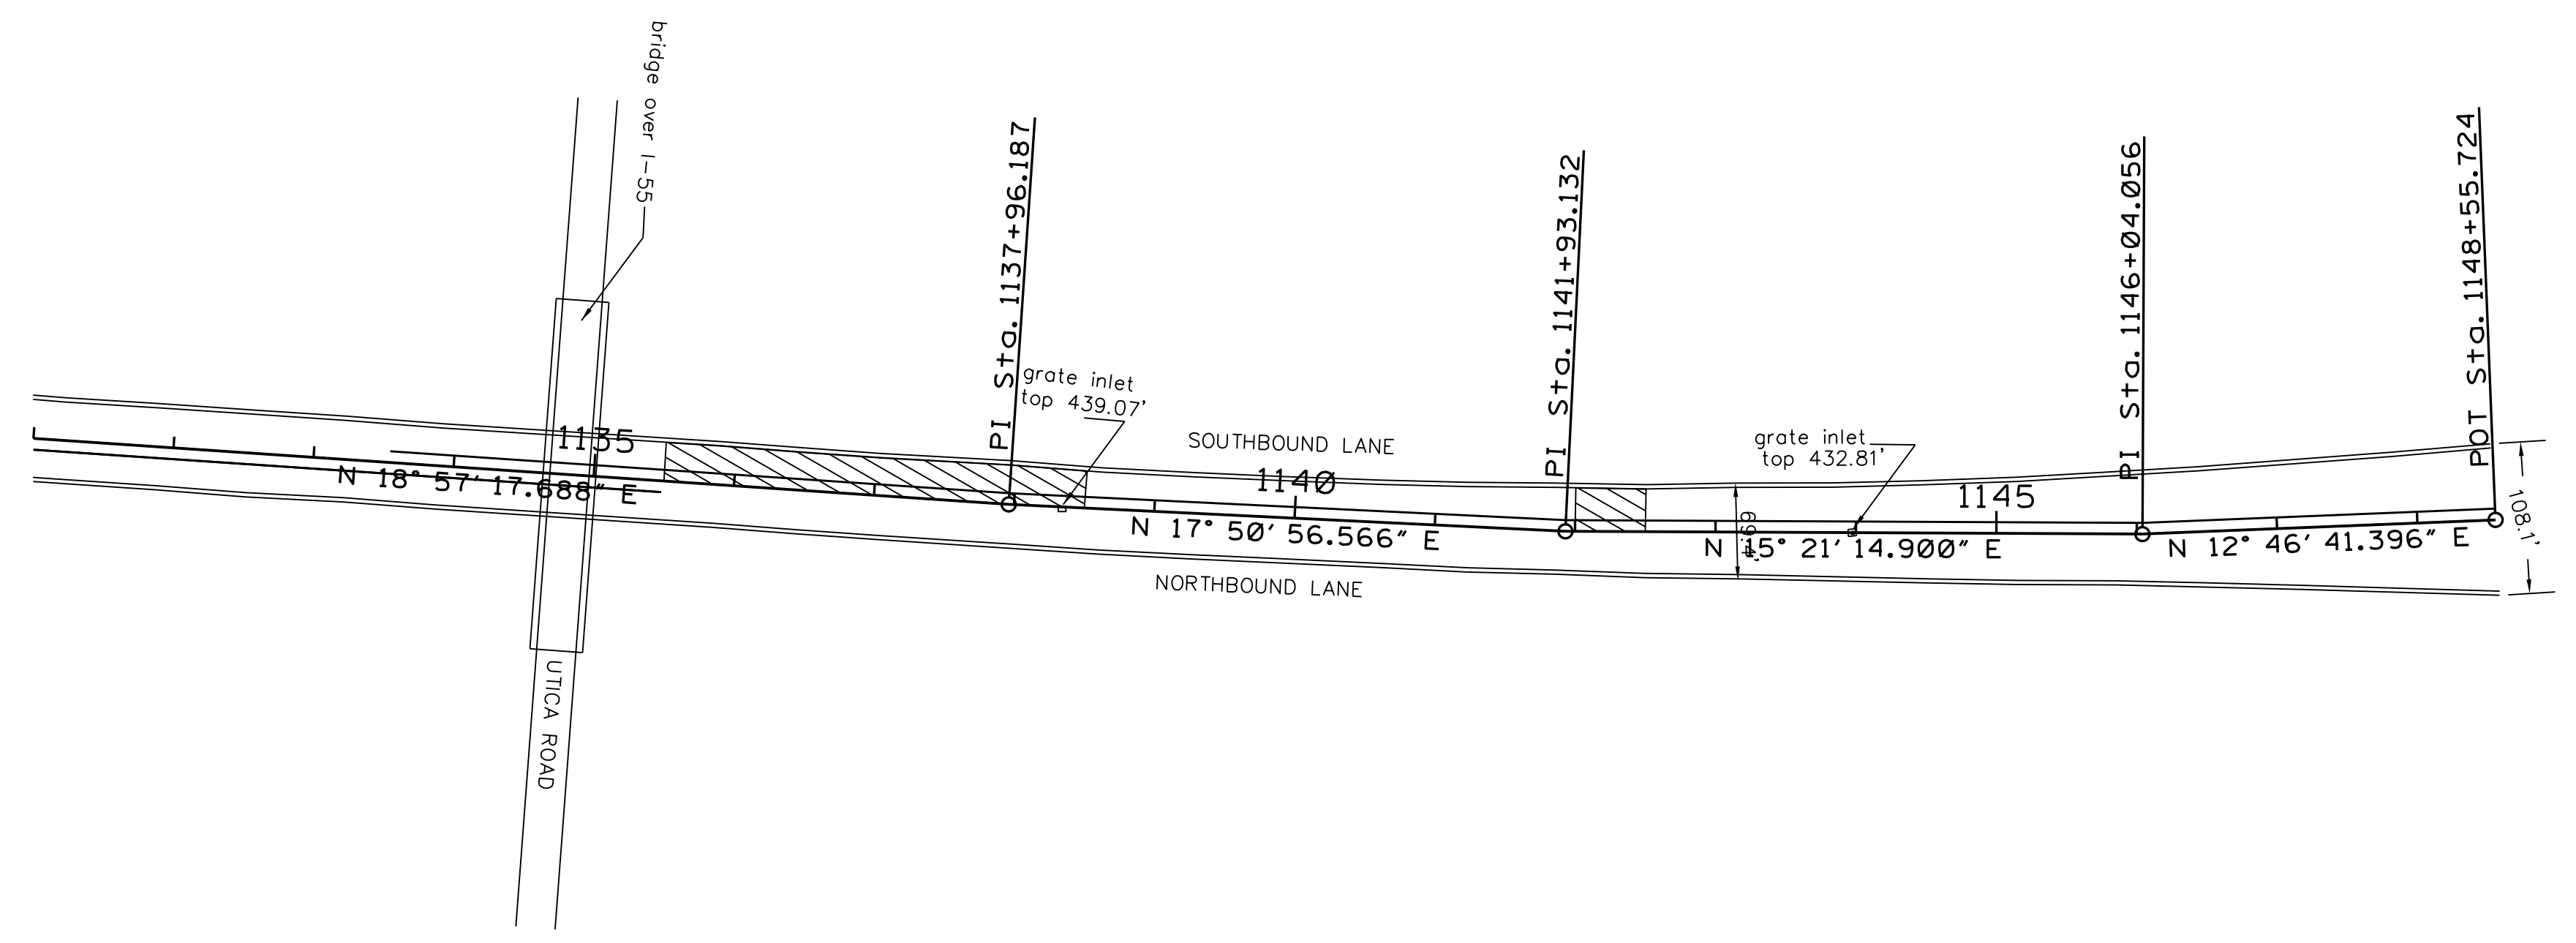 bridge over I-55
PI Sta. 1137+96.187
PI Sta. 1141+93.132
PI Sta. 1146+04.056
POT Sta. 1148+55.724
grate inlet
top 439.07'
1135
SOUTHBOUND LANE
grate inlet
top 432.81'
1140
1145
N 18° 57' 17.688" E
N 17° 50' 56.566" E
69.4'
N 15° 21' 14.900" E
N 12° 46' 41.396" E
108.1'
NORTHBOUND LANE
UTICA ROAD